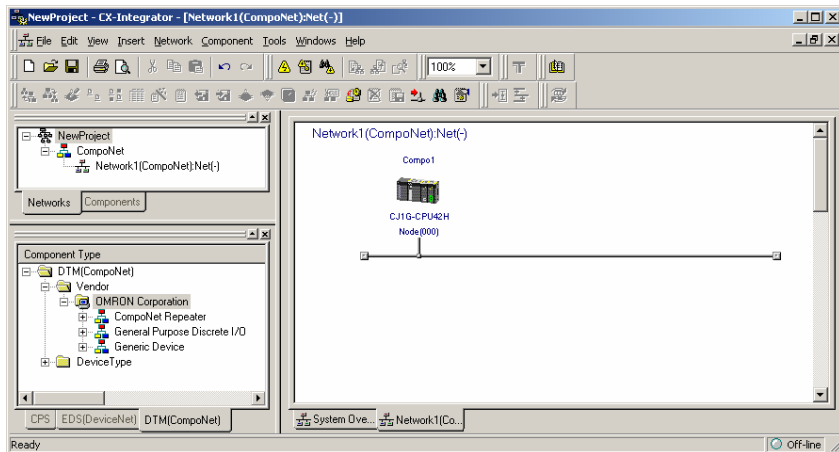 NewProject - CX-Integrator - [Network1(CompoNet):Net(-)]
File Edit View Insert Network Component Tools Windows Help
100%
NewProject
CompoNet
Network1(CompoNet):Net(-)
Networks Components
Component Type
DTM(CompoNet)
Vendor
OMRON Corporation
CompoNet Repeater
General Purpose Discrete I/O
Generic Device
DeviceType
CPS EDS(DeviceNet) DTM(CompoNet)
Network1(CompoNet):Net(-)
Compo1
CJ1G-CPU42H
Node(000)
System Ove... Network1(Co...
Ready
Off-line